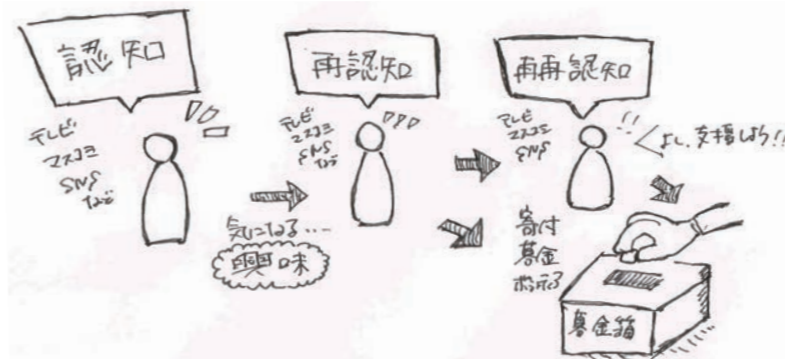 認知
テレビ
マスコミ
SNS
など
気になる....
興味
再認知
テレビ
マスコミ
SNS
など
再再認知
テレビ
マスコミ
SNS
!!
よし、支援しよう!!
寄付
募金
ボランティア
募金箱